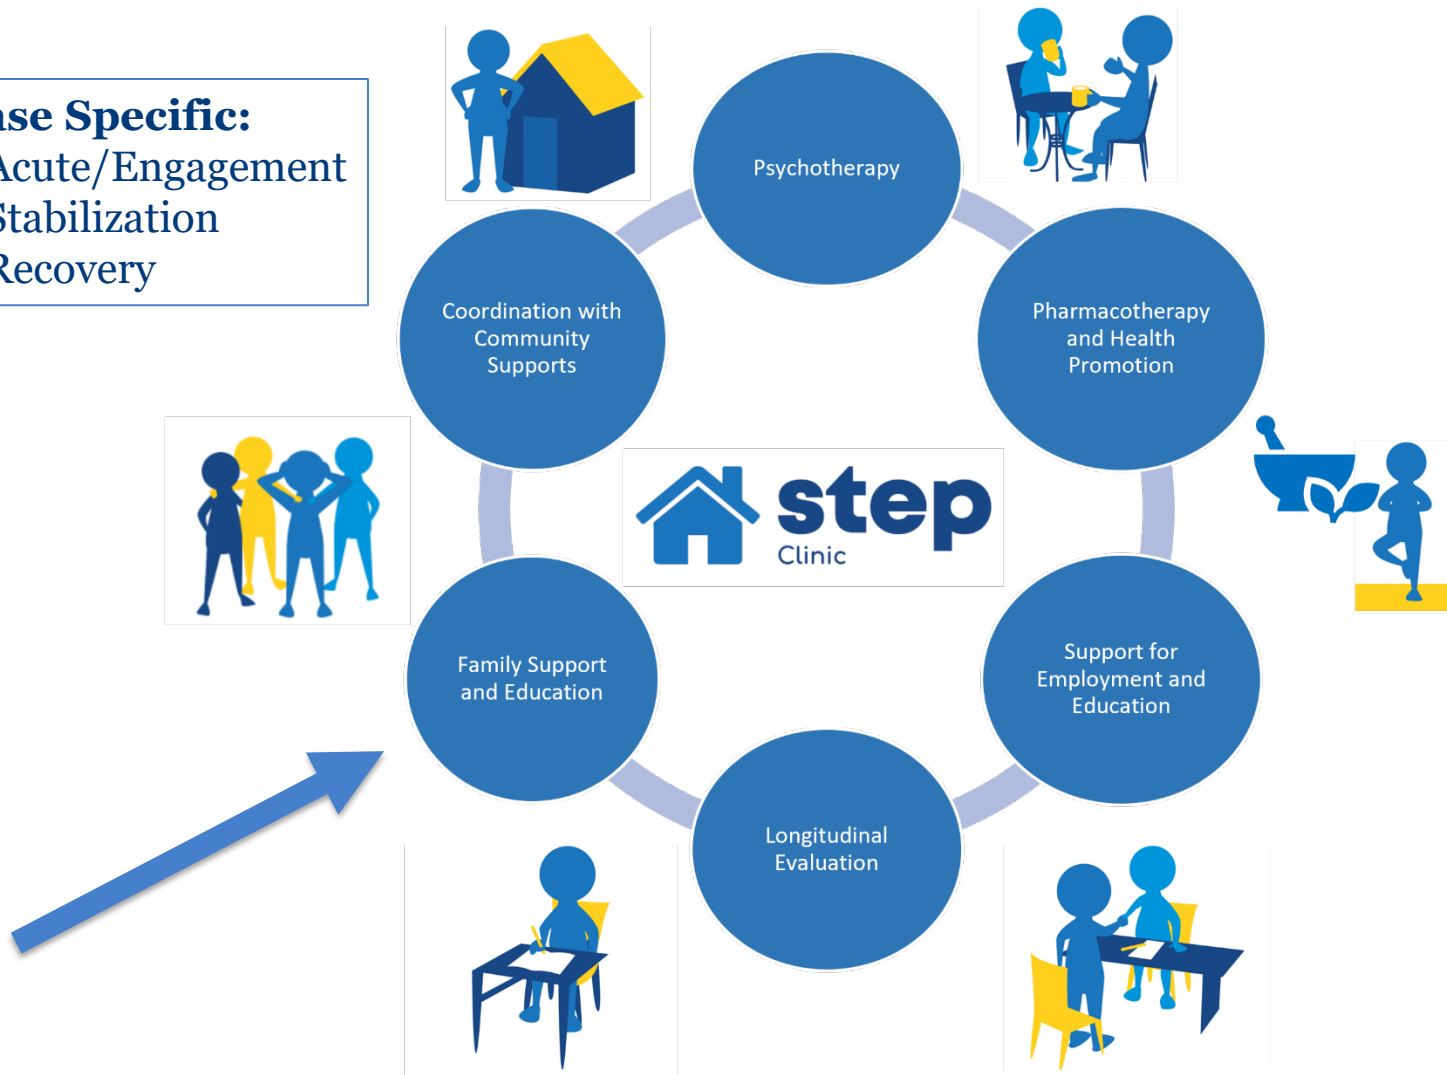 ase Specific:
Acute/Engagement
Stabilization
Recovery
Psychotherapy
Pharmacotherapy
and Health
Promotion
Support for
Employment and
Education
Longitudinal
Evaluation
Family Support
and Education
Coordination with
Community
Supports
step
Clinic